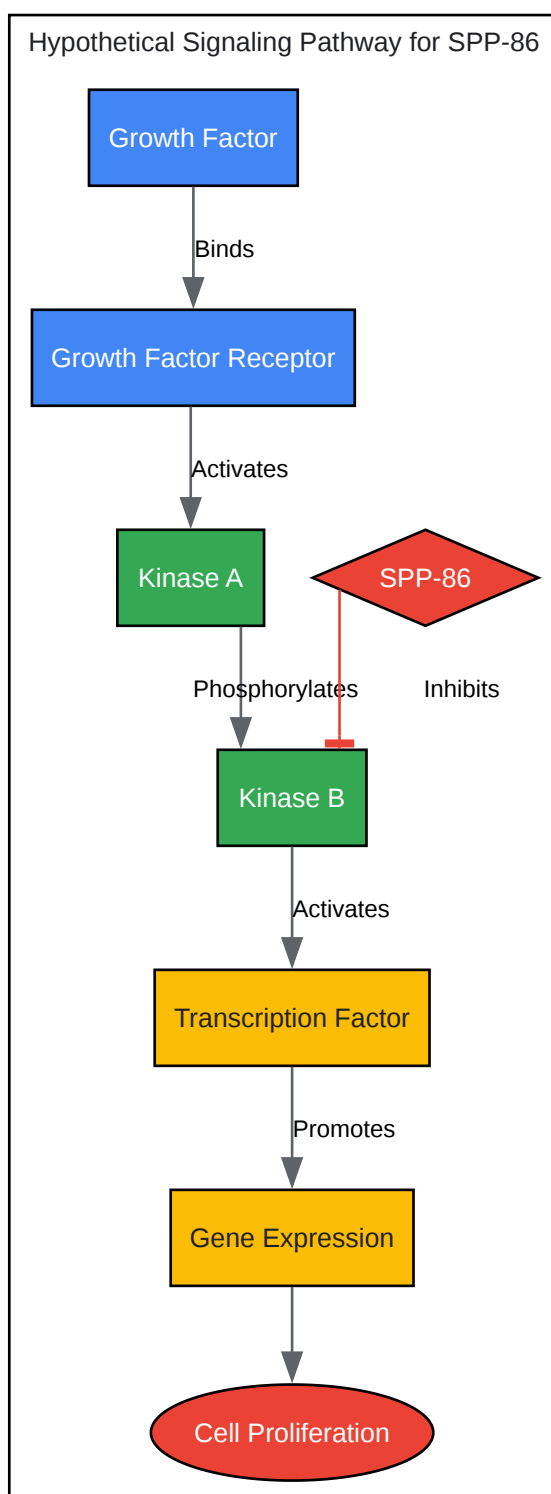 Hypothetical Signaling Pathway for SPP-86
Growth Factor
Binds
Growth Factor Receptor
Activates
Kinase A
SPP-86
Phosphorylates
Inhibits
Kinase B
Activates
Transcription Factor
Promotes
Gene Expression
Cell Proliferation